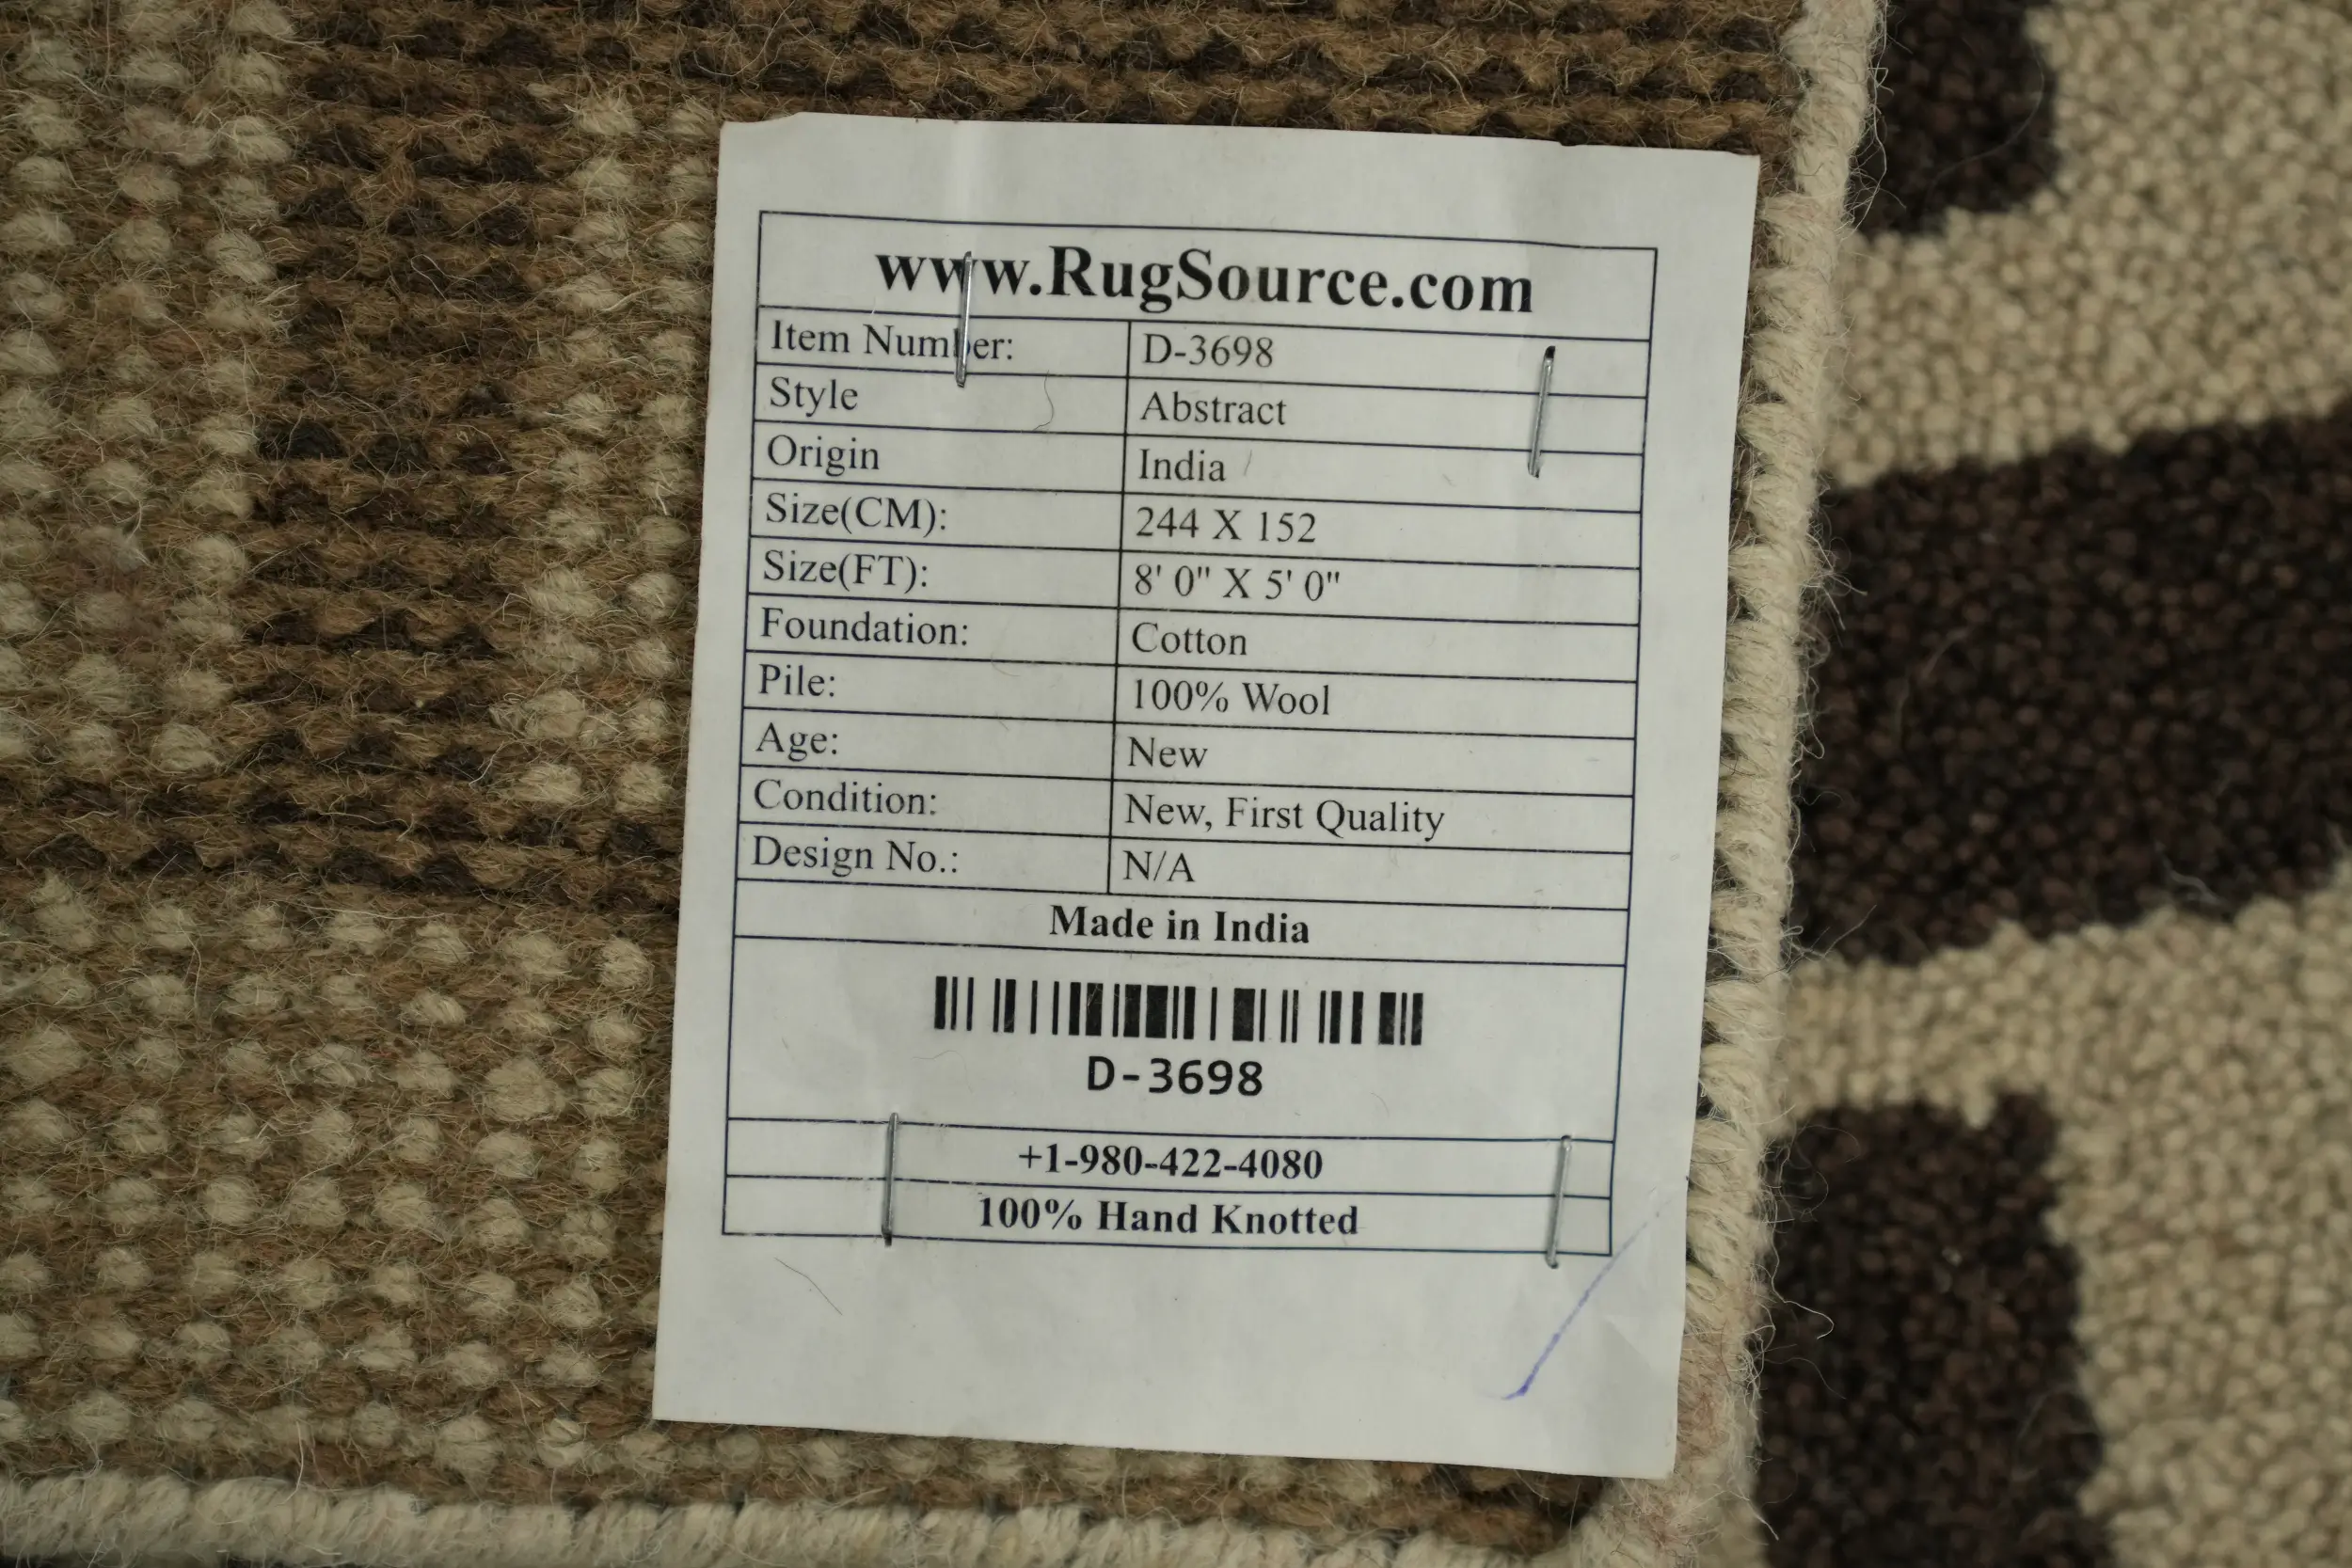 www.RugSource.com
Item Number: D-3698
Style Abstract
Origin India
Size(CM): 244 X 152
Size(FT): 8' 0" X 5' 0"
Foundation: Cotton
Pile: 100% Wool
Age: New
Condition: New, First Quality
Design No.: N/A
Made in India
D-3698
+1-980-422-4080
100% Hand Knotted